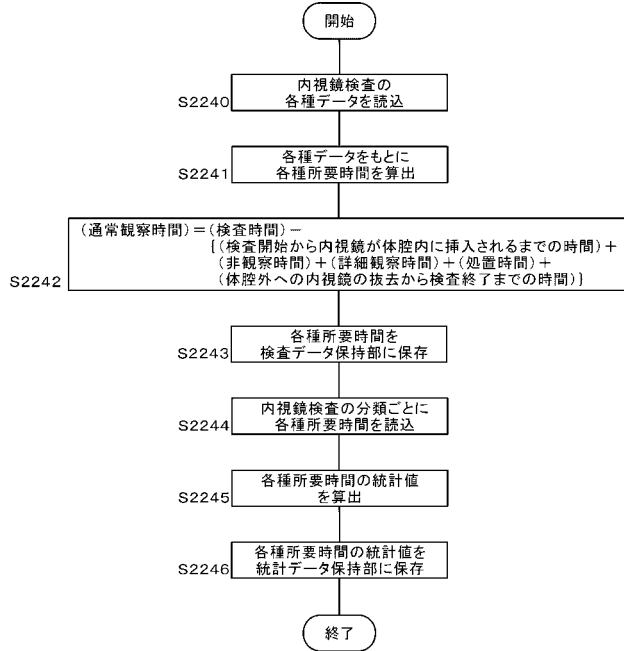 開始
内視鏡検査の
各種データを読込
S2240
各種データをもとに
各種所要時間を算出
S2241
(通常観察時間)=(検査時間)-
{(検査開始から内視鏡が体腔内に挿入されるまでの時間)+
(非観察時間)+(詳細観察時間)+(処置時間)+
(体腔外への内視鏡の抜去から検査終了までの時間)}
S2242
各種所要時間を
検査データ保持部に保存
S2243
内視鏡検査の分類ごとに
各種所要時間を読込
S2244
各種所要時間の統計値
を算出
S2245
各種所要時間の統計値を
統計データ保持部に保存
S2246
終了